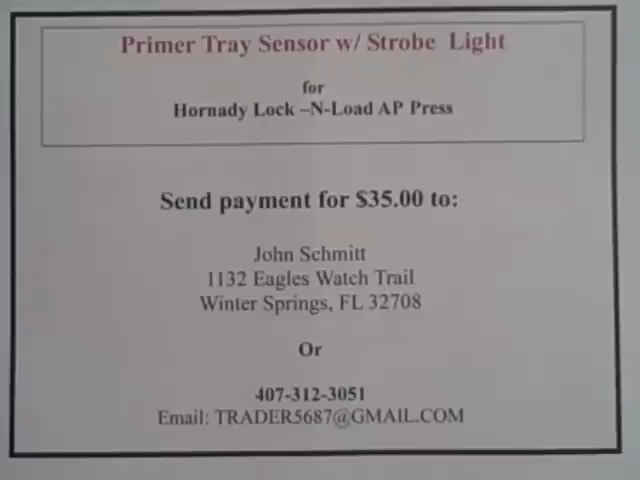 Primer Tray Sensor w/ Strobe Light
for
Hornady Lock –N-Load AP Press
Send payment for $35.00 to:
John Schmitt
1132 Eagles Watch Trail
Winter Springs, FL 32708
Or
407-312-3051
Email: TRADER5687@GMAIL.COM